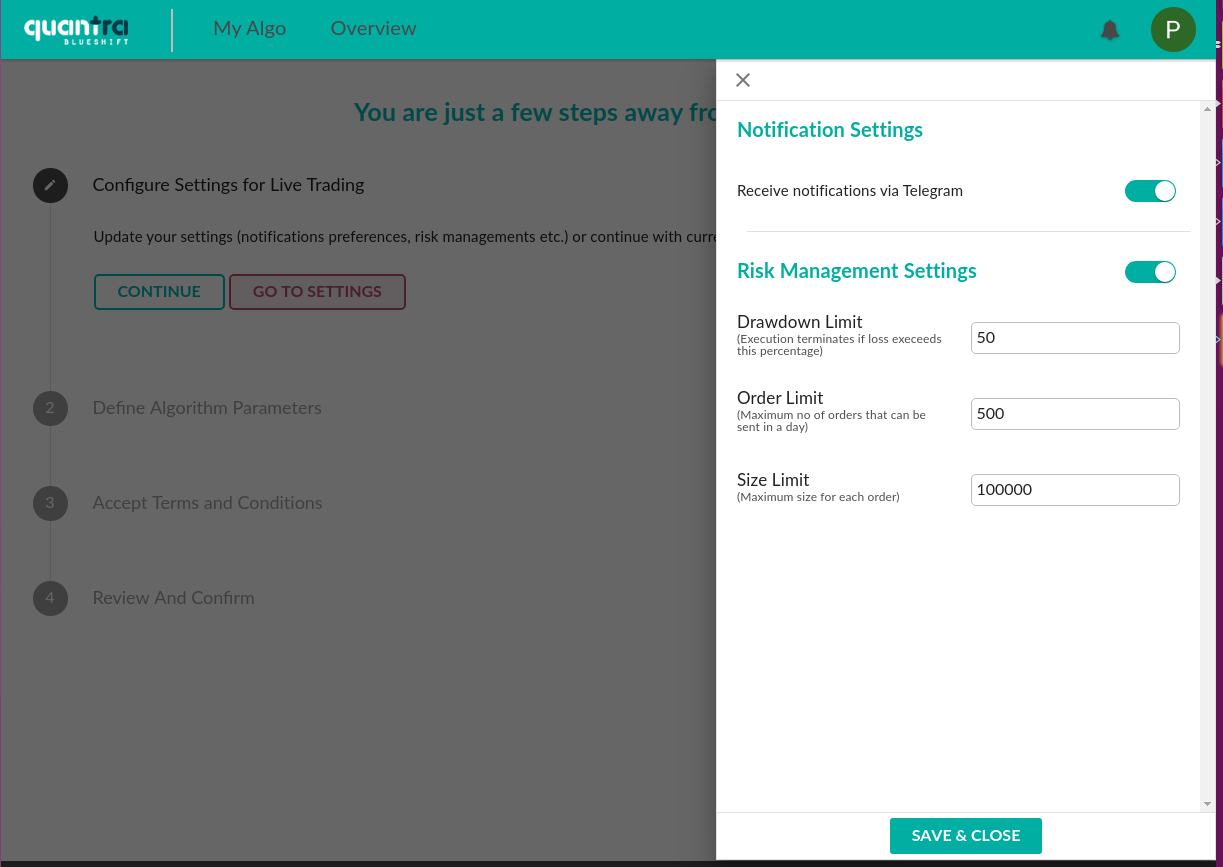 quantra
BLUESHIFT
My Algo
Overview
P
You are just a few steps away fro
Configure Settings for Live Trading
Update your settings (notifications preferences, risk managements etc.) or continue with curre
CONTINUE
GO TO SETTINGS
2
Define Algorithm Parameters
3
Accept Terms and Conditions
4
Review And Confirm
Notification Settings
Receive notifications via Telegram
Risk Management Settings
Drawdown Limit
(Execution terminates if loss execeeds
this percentage)
50
Order Limit
(Maximum no of orders that can be
sent in a day)
500
Size Limit
(Maximum size for each order)
100000
SAVE & CLOSE